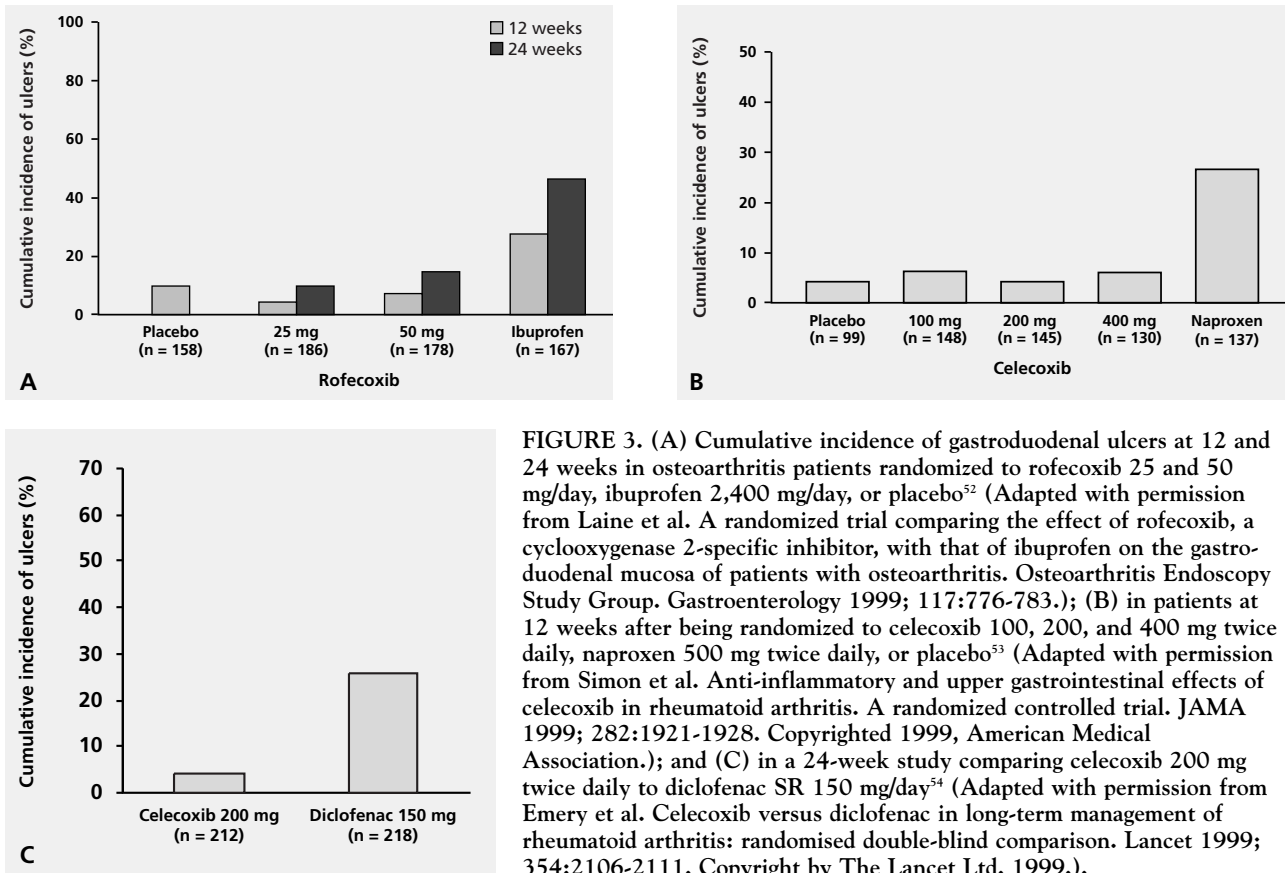 Cumulative incidence of ulcers (%)
100
80
60
40
20
0
12 weeks
24 weeks
Placebo
(n = 158)
25 mg
(n = 186)
50 mg
(n = 178)
Ibuprofen
(n = 167)
Rofecoxib
A
Cumulative incidence of ulcers (%)
50
40
30
20
10
0
Placebo
(n = 99)
100 mg
(n = 148)
200 mg
(n = 145)
400 mg
(n = 130)
Naproxen
(n = 137)
Celecoxib
B
Cumulative incidence of ulcers (%)
70
60
50
40
30
20
10
0
Celecoxib 200 mg
(n = 212)
Diclofenac 150 mg
(n = 218)
C
FIGURE 3. (A) Cumulative incidence of gastroduodenal ulcers at 12 and
24 weeks in osteoarthritis patients randomized to rofecoxib 25 and 50
mg/day, ibuprofen 2,400 mg/day, or placebo⁵² (Adapted with permission
from Laine et al. A randomized trial comparing the effect of rofecoxib, a
cyclooxygenase 2-specific inhibitor, with that of ibuprofen on the gastro-
duodenal mucosa of patients with osteoarthritis. Osteoarthritis Endoscopy
Study Group. Gastroenterology 1999; 117:776-783.); (B) in patients at
12 weeks after being randomized to celecoxib 100, 200, and 400 mg twice
daily, naproxen 500 mg twice daily, or placebo⁵³ (Adapted with permission
from Simon et al. Anti-inflammatory and upper gastrointestinal effects of
celecoxib in rheumatoid arthritis. A randomized controlled trial. JAMA
1999; 282:1921-1928. Copyrighted 1999, American Medical
Association.); and (C) in a 24-week study comparing celecoxib 200 mg
twice daily to diclofenac SR 150 mg/day⁵⁴ (Adapted with permission from
Emery et al. Celecoxib versus diclofenac in long-term management of
rheumatoid arthritis: randomised double-blind comparison. Lancet 1999;
354:2106-2111. Copyright by The Lancet Ltd, 1999.).